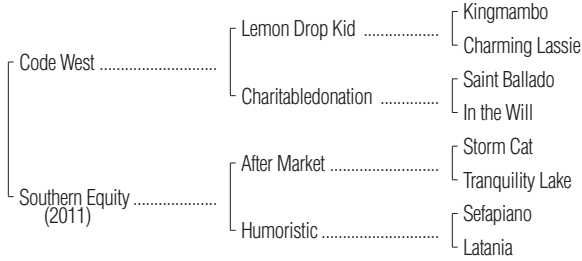 Kingmambo
Lemon Drop Kid ..................
Charming Lassie
Code West ............................
Saint Ballado
Charitabledonation ..............
In the Will
Storm Cat
After Market ..........................
Tranquility Lake
Southern Equity ....................
(2011)
Sefapiano
Humoristic .............................
Latania